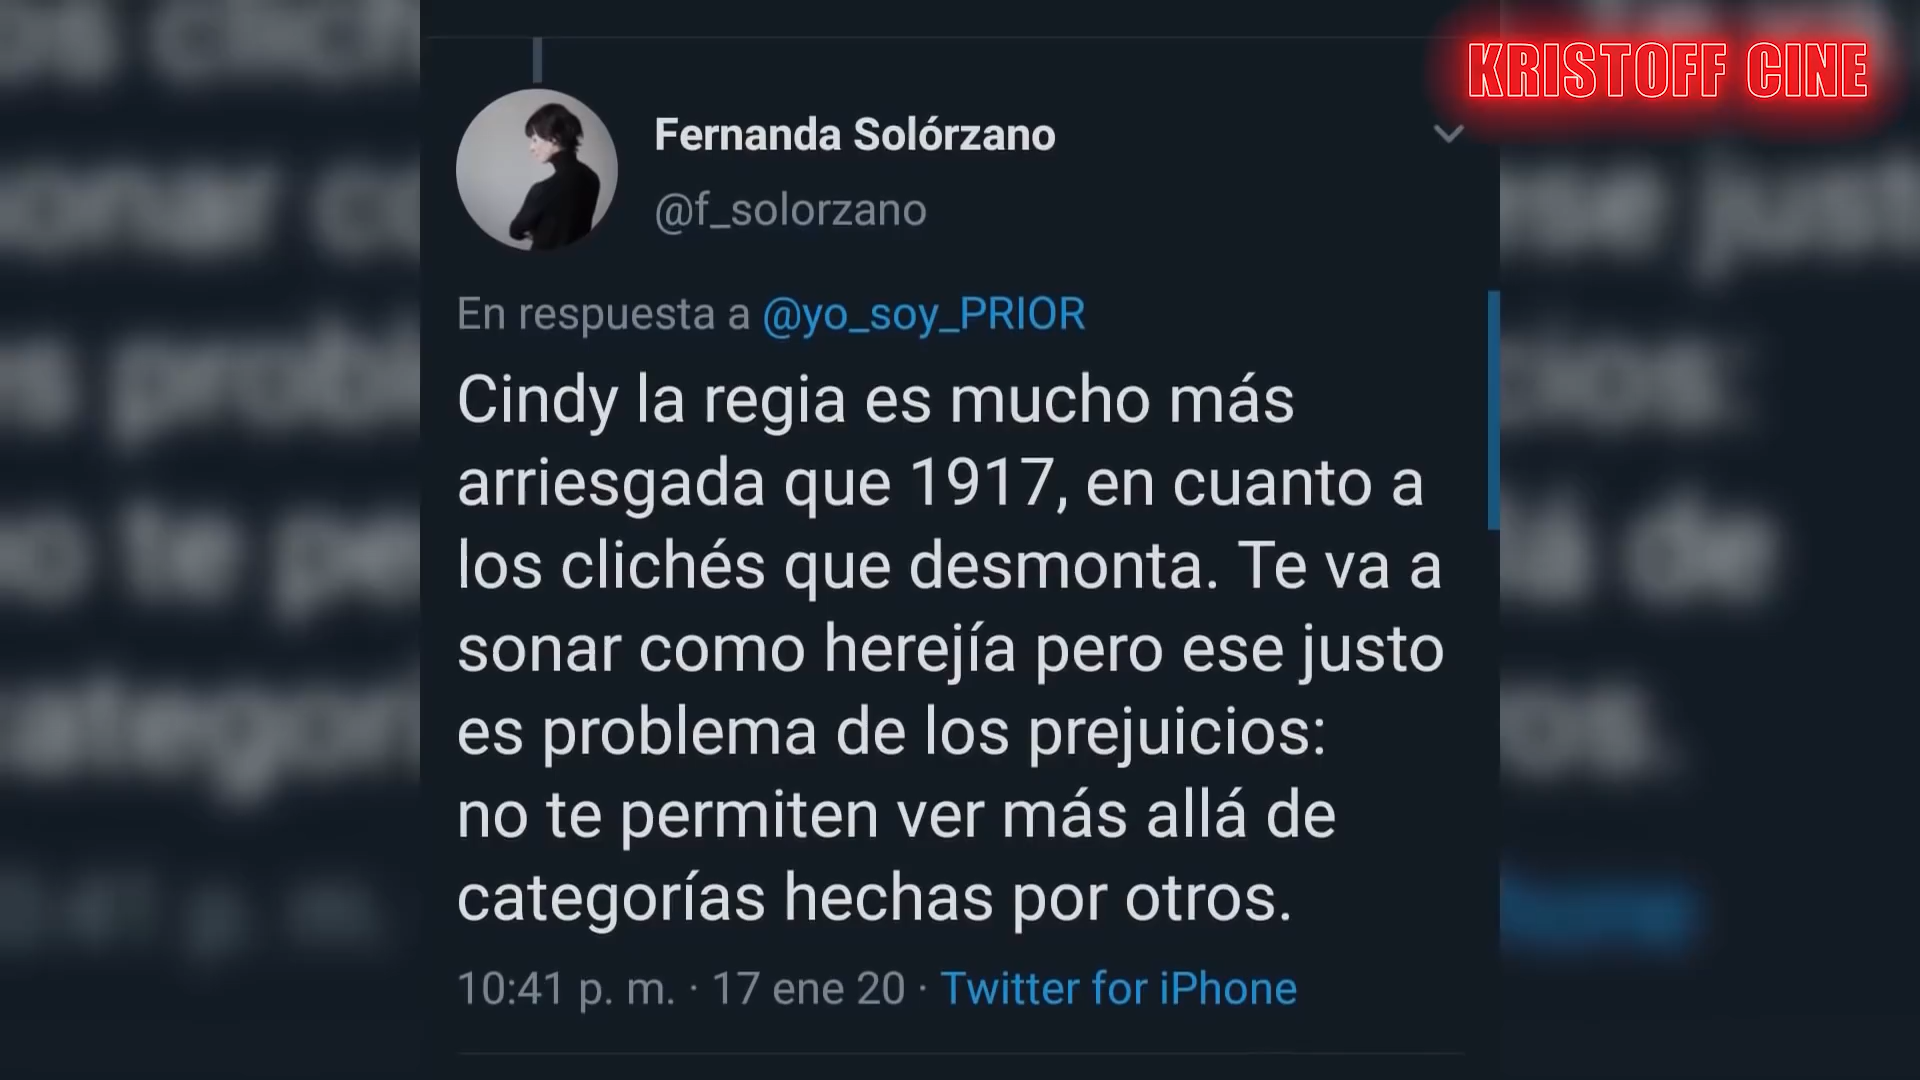 KRISTOFF CINE
Fernanda Solórzano
@f_solorzano
En respuesta a @yo_soy_PRIOR
Cindy la regia es mucho más
arriesgada que 1917, en cuanto a
los clichés que desmonta. Te va a
sonar como herejía pero ese justo
es problema de los prejuicios:
no te permiten ver más allá de
categorías hechas por otros.
10:41 p. m. · 17 ene 20 · Twitter for iPhone